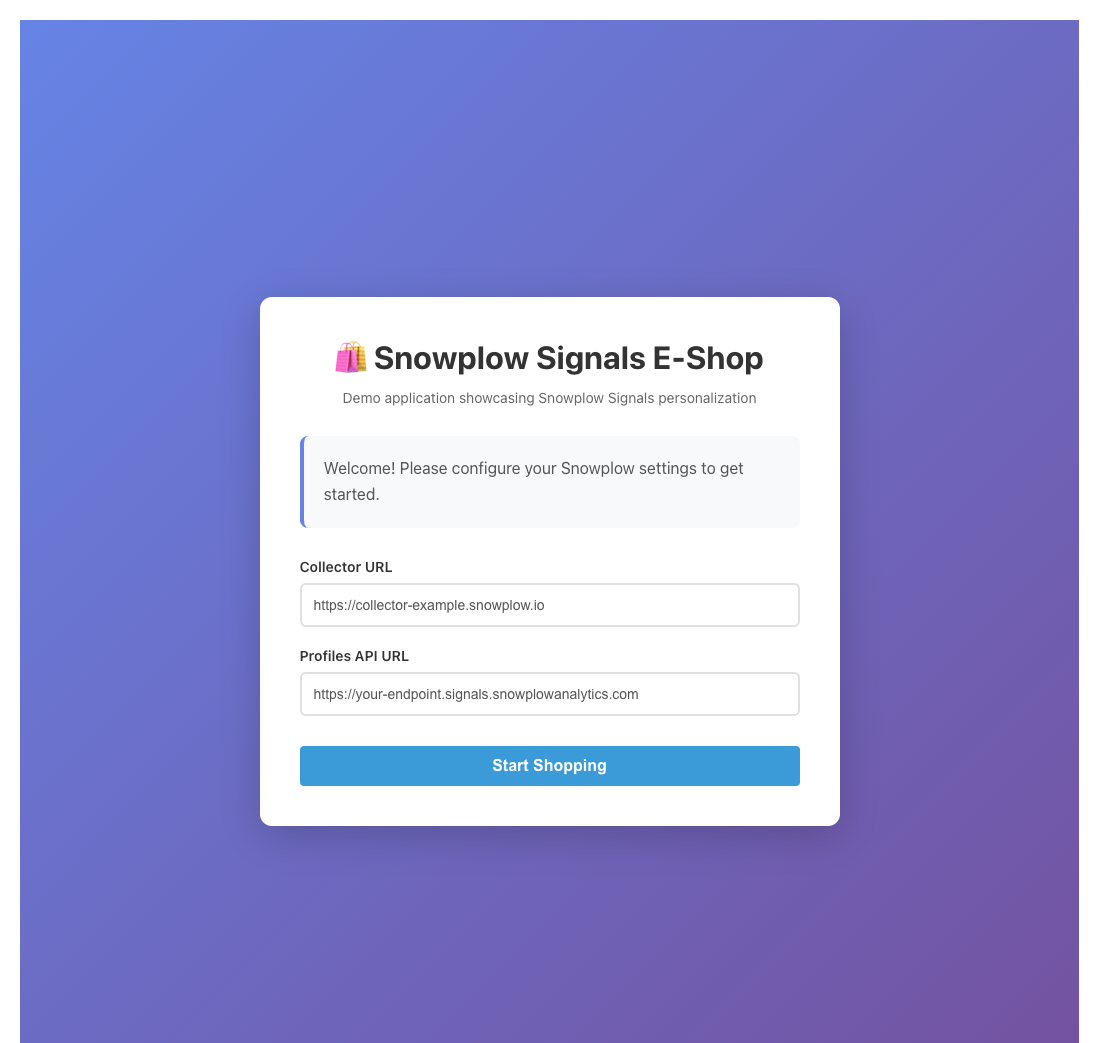 Snowplow Signals E-Shop
Demo application showcasing Snowplow Signals personalization
Welcome! Please configure your Snowplow settings to get
started.
Collector URL
https://collector-example.snowplow.io
Profiles API URL
https://your-endpoint.signals.snowplowanalytics.com
Start Shopping